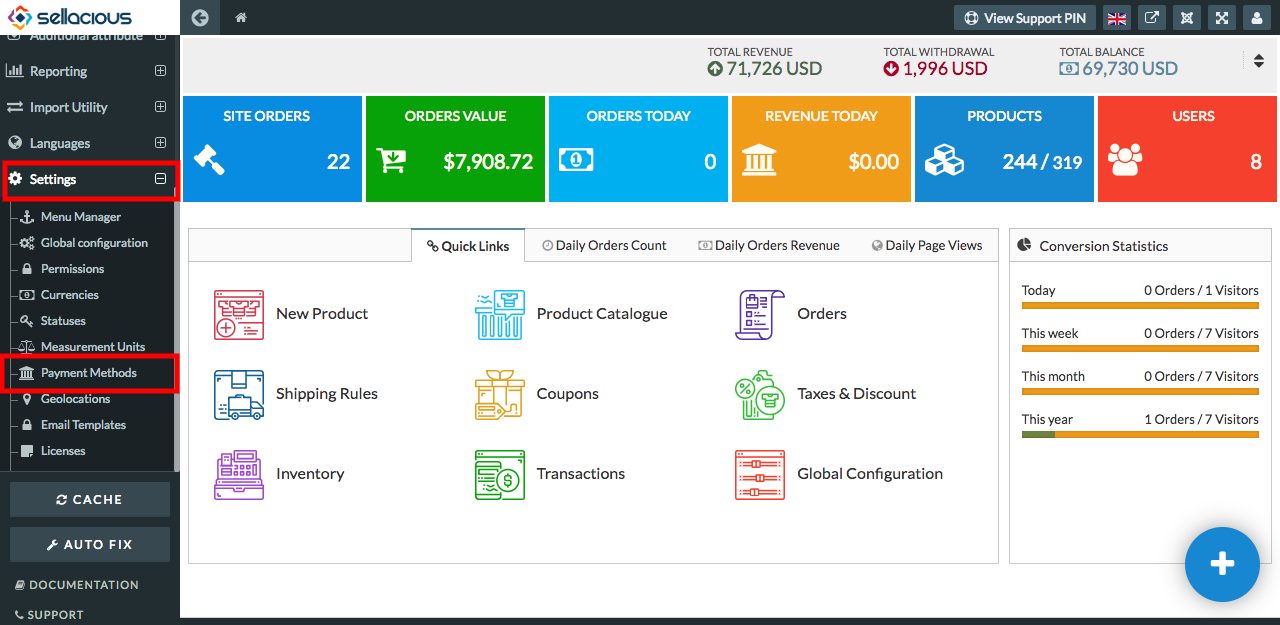 sellacious
View Support PIN
Additional attribute
Reporting
Import Utility
Languages
Settings
Menu Manager
Global configuration
Permissions
Currencies
Statuses
Measurement Units
Payment Methods
Geolocations
Email Templates
Licenses
CACHE
AUTO FIX
DOCUMENTATION
SUPPORT
TOTAL REVENUE
71,726 USD
TOTAL WITHDRAWAL
1,996 USD
TOTAL BALANCE
69,730 USD
SITE ORDERS
22
ORDERS VALUE
$7,908.72
ORDERS TODAY
0
REVENUE TODAY
$0.00
PRODUCTS
244 / 319
USERS
8
Quick Links
Daily Orders Count
Daily Orders Revenue
Daily Page Views
New Product
Product Catalogue
Orders
Shipping Rules
Coupons
Taxes & Discount
Inventory
Transactions
Global Configuration
Conversion Statistics
Today 0 Orders / 1 Visitors
This week 0 Orders / 7 Visitors
This month 0 Orders / 7 Visitors
This year 1 Orders / 7 Visitors